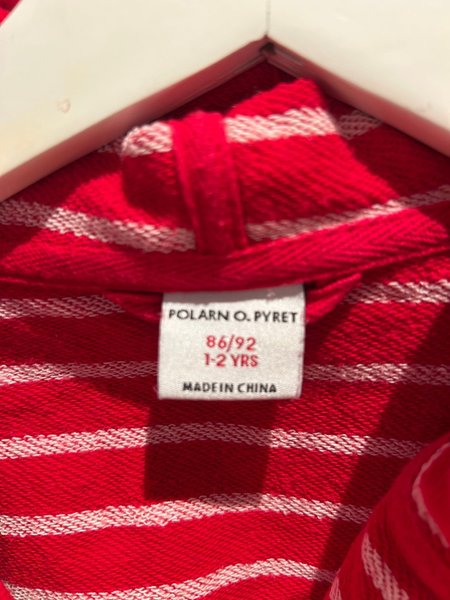 POLARN O. PYRET
86/92
1-2 YRS
MADE IN CHINA